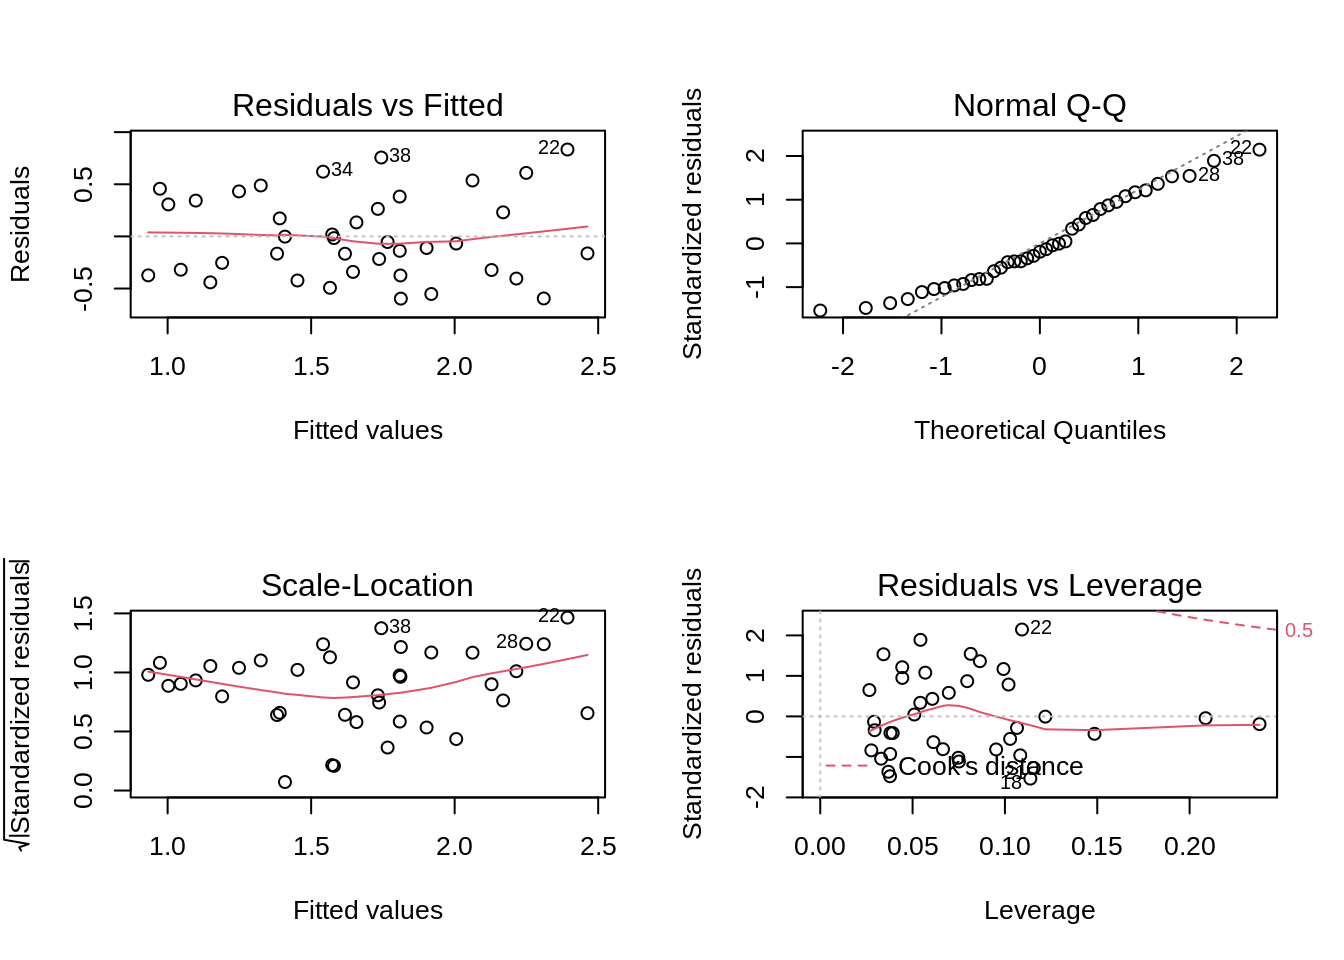 Residuals vs Fitted
Residuals
0.5
-0.5
34
38
22
1.0 1.5 2.0 2.5
Fitted values
Normal Q-Q
Standardized residuals
2
1
0
-1
22
38
28
-2 -1 0 1 2
Theoretical Quantiles
Scale-Location
√|Standardized residuals|
1.5
1.0
0.5
0.0
22
38
28
1.0 1.5 2.0 2.5
Fitted values
Residuals vs Leverage
Standardized residuals
2
1
0
-2
22
0.5
Cook's distance
18
0.00 0.05 0.10 0.15 0.20
Leverage